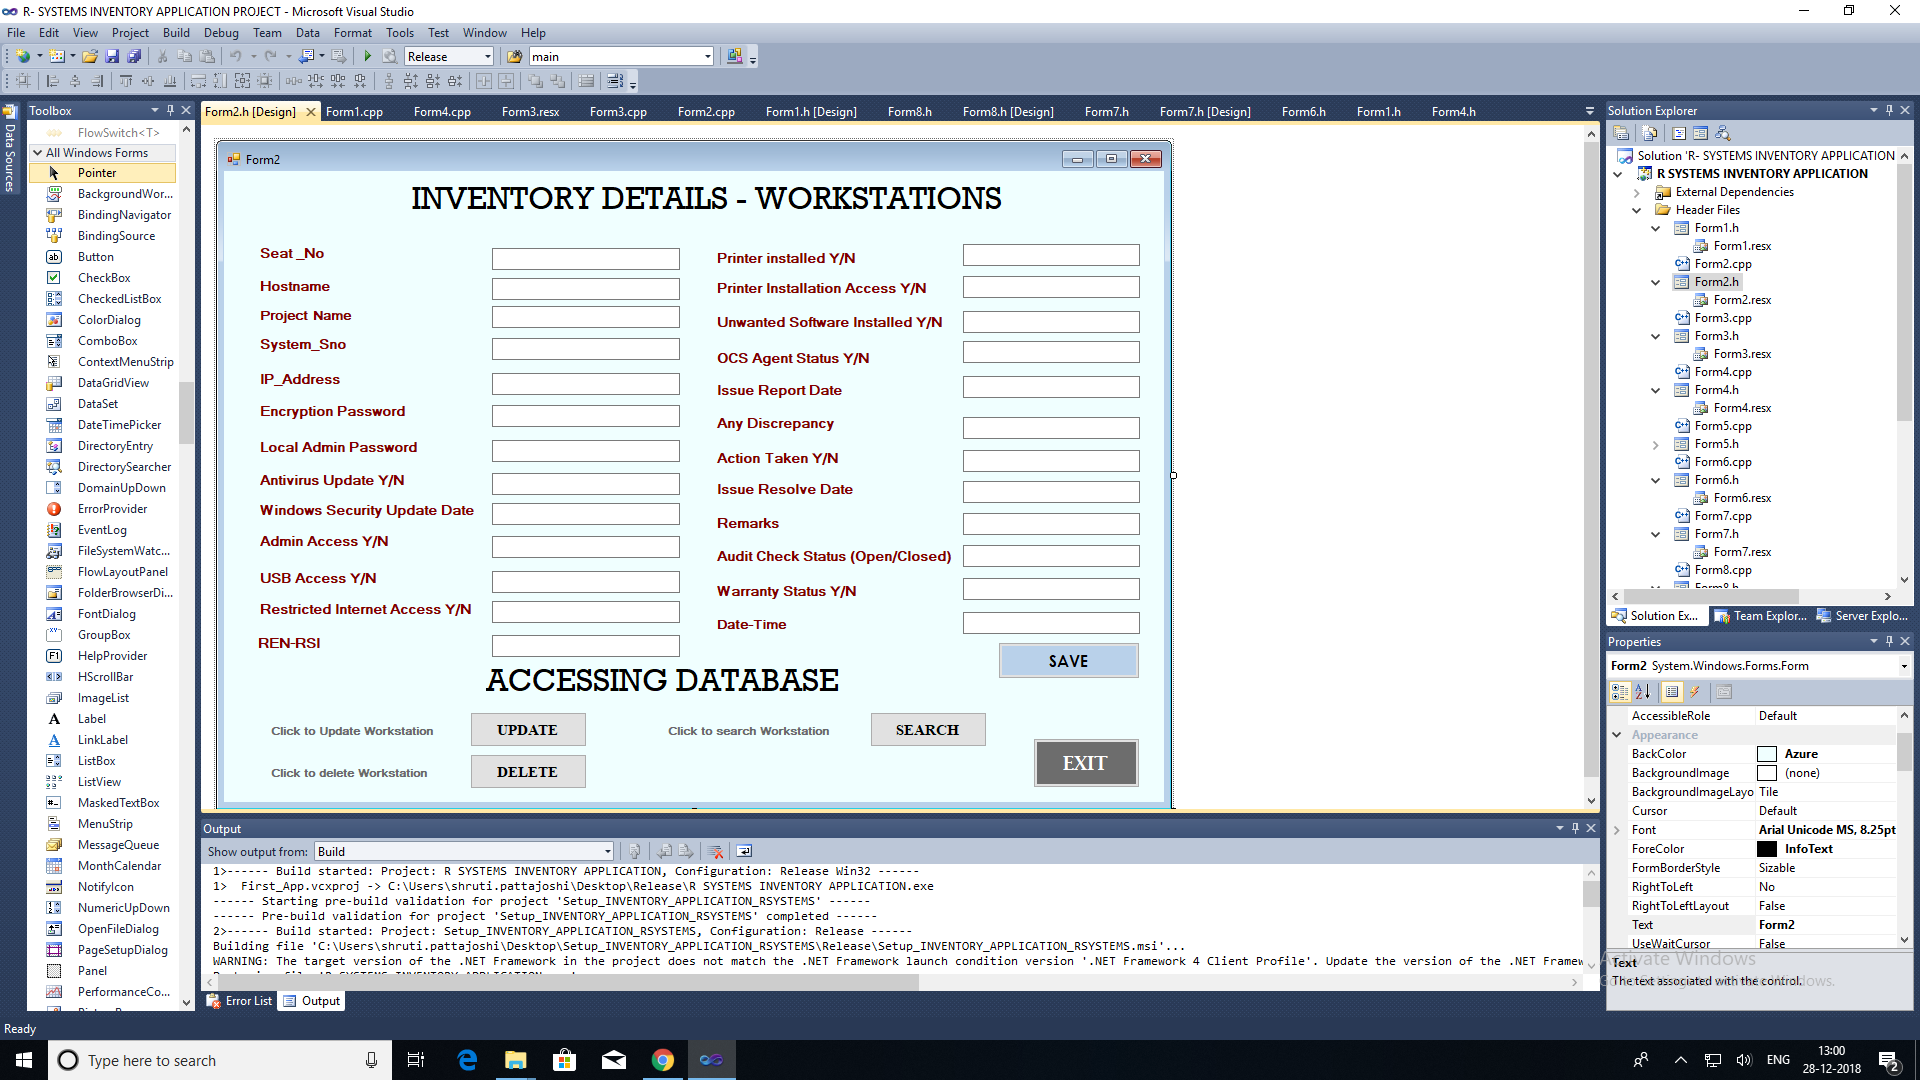 R- SYSTEMS INVENTORY APPLICATION PROJECT - Microsoft Visual Studio
File Edit View Project Build Debug Team Data Format Tools Test Window Help
Release main
Data Sources
Toolbox
FlowSwitch<T>
All Windows Forms
Pointer
BackgroundWor...
BindingNavigator
BindingSource
Button
CheckBox
CheckedListBox
ColorDialog
ComboBox
ContextMenuStrip
DataGridView
DataSet
DateTimePicker
DirectoryEntry
DirectorySearcher
DomainUpDown
ErrorProvider
EventLog
FileSystemWatc...
FlowLayoutPanel
FolderBrowserDi...
FontDialog
GroupBox
HelpProvider
HScrollBar
ImageList
Label
LinkLabel
ListBox
ListView
MaskedTextBox
MenuStrip
MessageQueue
MonthCalendar
NotifyIcon
NumericUpDown
OpenFileDialog
PageSetupDialog
Panel
PerformanceCo...
Form2.h [Design] Form1.cpp Form4.cpp Form3.resx Form3.cpp Form2.cpp Form1.h [Design] Form8.h Form8.h [Design] Form7.h Form7.h [Design] Form6.h Form1.h Form4.h
Form2
INVENTORY DETAILS - WORKSTATIONS
Seat _No
Hostname
Project Name
System_Sno
IP_Address
Encryption Password
Local Admin Password
Antivirus Update Y/N
Windows Security Update Date
Admin Access Y/N
USB Access Y/N
Restricted Internet Access Y/N
REN-RSI
Printer installed Y/N
Printer Installation Access Y/N
Unwanted Software Installed Y/N
OCS Agent Status Y/N
Issue Report Date
Any Discrepancy
Action Taken Y/N
Issue Resolve Date
Remarks
Audit Check Status (Open/Closed)
Warranty Status Y/N
Date-Time
SAVE
ACCESSING DATABASE
Click to Update Workstation UPDATE Click to search Workstation SEARCH
Click to delete Workstation DELETE
EXIT
Output
Show output from: Build
1>------ Build started: Project: R SYSTEMS INVENTORY APPLICATION, Configuration: Release Win32 ------
1>  First_App.vcxproj -> C:\Users\shruti.pattajoshi\Desktop\Release\R SYSTEMS INVENTORY APPLICATION.exe
------ Starting pre-build validation for project 'Setup_INVENTORY_APPLICATION_RSYSTEMS' ------
------ Pre-build validation for project 'Setup_INVENTORY_APPLICATION_RSYSTEMS' completed ------
2>------ Build started: Project: Setup_INVENTORY_APPLICATION_RSYSTEMS, Configuration: Release ------
Building file 'C:\Users\shruti.pattajoshi\Desktop\Setup_INVENTORY_APPLICATION_RSYSTEMS\Release\Setup_INVENTORY_APPLICATION_RSYSTEMS.msi'...
WARNING: The target version of the .NET Framework in the project does not match the .NET Framework launch condition version '.NET Framework 4 Client Profile'. Update the version of the .NET Framew
Error List Output
Solution Explorer
Solution 'R- SYSTEMS INVENTORY APPLICATION
R SYSTEMS INVENTORY APPLICATION
External Dependencies
Header Files
Form1.h
Form1.resx
Form2.cpp
Form2.h
Form2.resx
Form3.cpp
Form3.h
Form3.resx
Form4.cpp
Form4.h
Form4.resx
Form5.cpp
Form5.h
Form6.cpp
Form6.h
Form6.resx
Form7.cpp
Form7.h
Form7.resx
Form8.cpp
Form8.h
Solution Ex... Team Explor... Server Explo...
Properties
Form2 System.Windows.Forms.Form
AccessibleRole Default
Appearance
BackColor Azure
BackgroundImage (none)
BackgroundImageLayo Tile
Cursor Default
Font Arial Unicode MS, 8.25pt
ForeColor InfoText
FormBorderStyle Sizable
RightToLeft No
RightToLeftLayout False
Text Form2
UseWaitCursor False
Activate Windows
Text
The text associated with the control.
Ready
Type here to search
ENG
13:00
28-12-2018
2